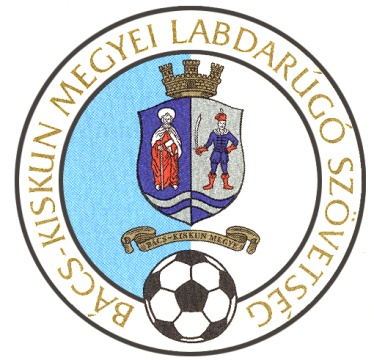 BÁCS-KISKUN MEGYEI LABDARÚGÓ SZÖVETSÉG
BÁCS-KISKUN MEGYE